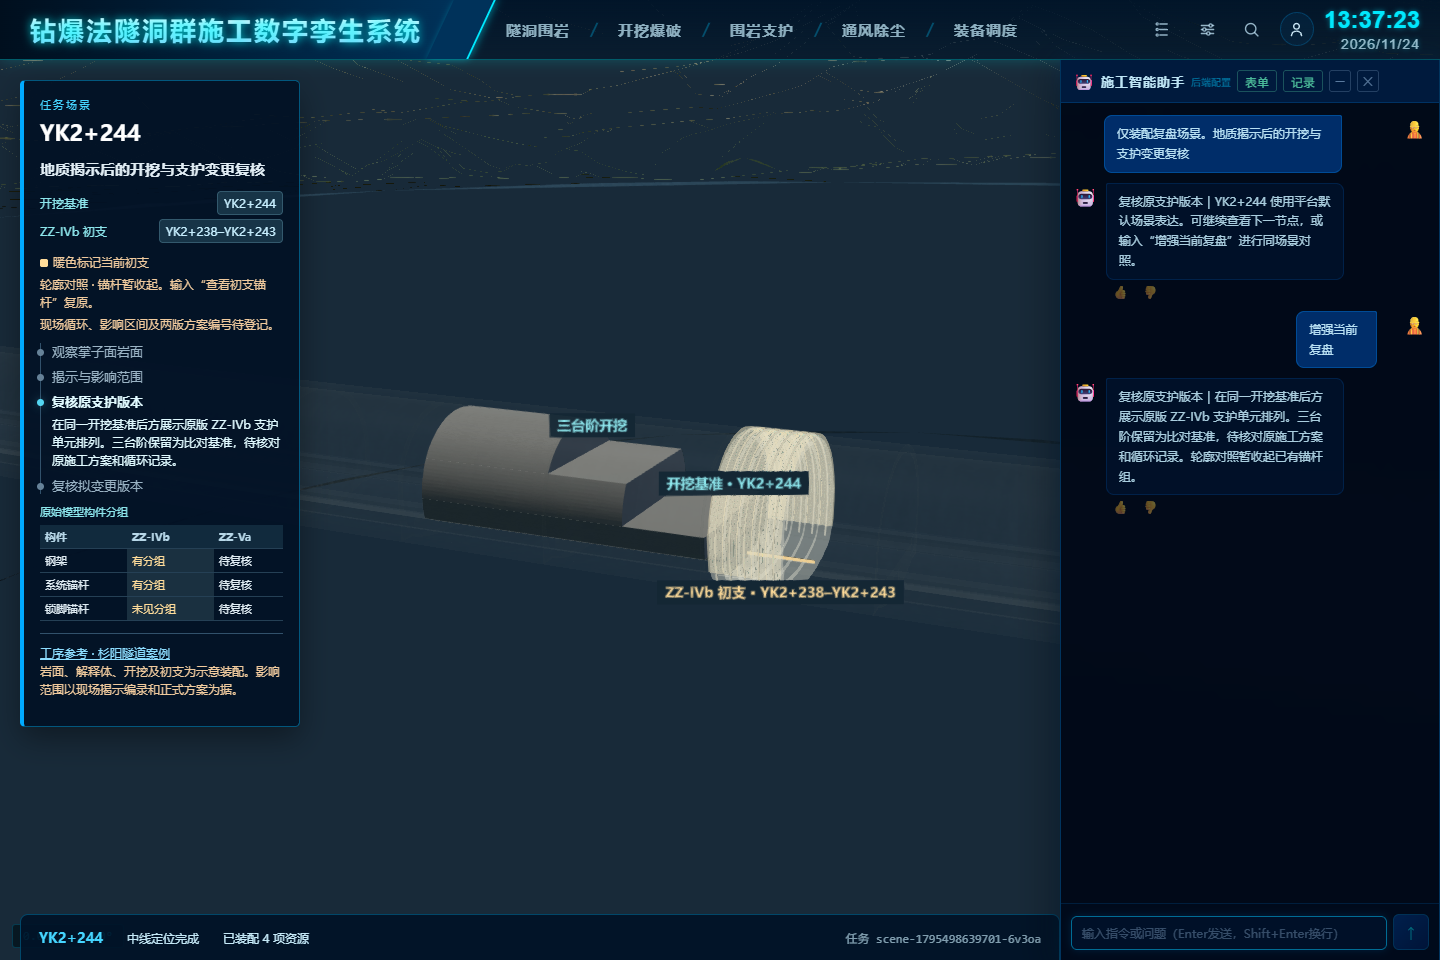 钻爆法隧洞群施工数字孪生系统
隧洞围岩 / 开挖爆破 / 围岩支护 / 通风除尘 / 装备调度
13:37:23
2026/11/24
任务场景
YK2+244
地质揭示后的开挖与支护变更复核
开挖基准 YK2+244
ZZ-IVb 初支 YK2+238—YK2+243
暖色标记当前初支
轮廓对照 · 锚杆暂收起。输入“查看初支锚
杆”复原。
现场循环、影响区间及两版方案编号待登记。
观察掌子面岩面
揭示与影响范围
复核原支护版本
在同一开挖基准后方展示原版 ZZ-IVb 支护
单元排列。三台阶保留为比对基准，待核对
原施工方案和循环记录。
复核拟变更版本
原始模型构件分组
构件 ZZ-IVb ZZ-Va
钢架 有分组 待复核
系统锚杆 有分组 待复核
锁脚锚杆 未见分组 待复核
工序参考 · 杉阳隧道案例
岩面、解释体、开挖及初支为示意装配。影响
范围以现场揭示编录和正式方案为据。
三台阶开挖
开挖基准 · YK2+244
ZZ-IVb 初支 · YK2+238—YK2+243
YK2+244 中线定位完成 已装配 4 项资源
任务 scene-1795498639701-6v3oa
施工智能助手 后端配置 表单 记录
仅装配复盘场景。地质揭示后的开挖与
支护变更复核
复核原支护版本 | YK2+244 使用平台默
认场景表达。可继续查看下一节点，或
输入“增强当前复盘”进行同场景对
照。
增强当前
复盘
复核原支护版本 | 在同一开挖基准后方
展示原版 ZZ-IVb 支护单元排列。三台
阶保留为比对基准，待核对原施工方案
和循环记录。轮廓对照暂收起已有锚杆
组。
输入指令或问题（Enter发送，Shift+Enter换行）